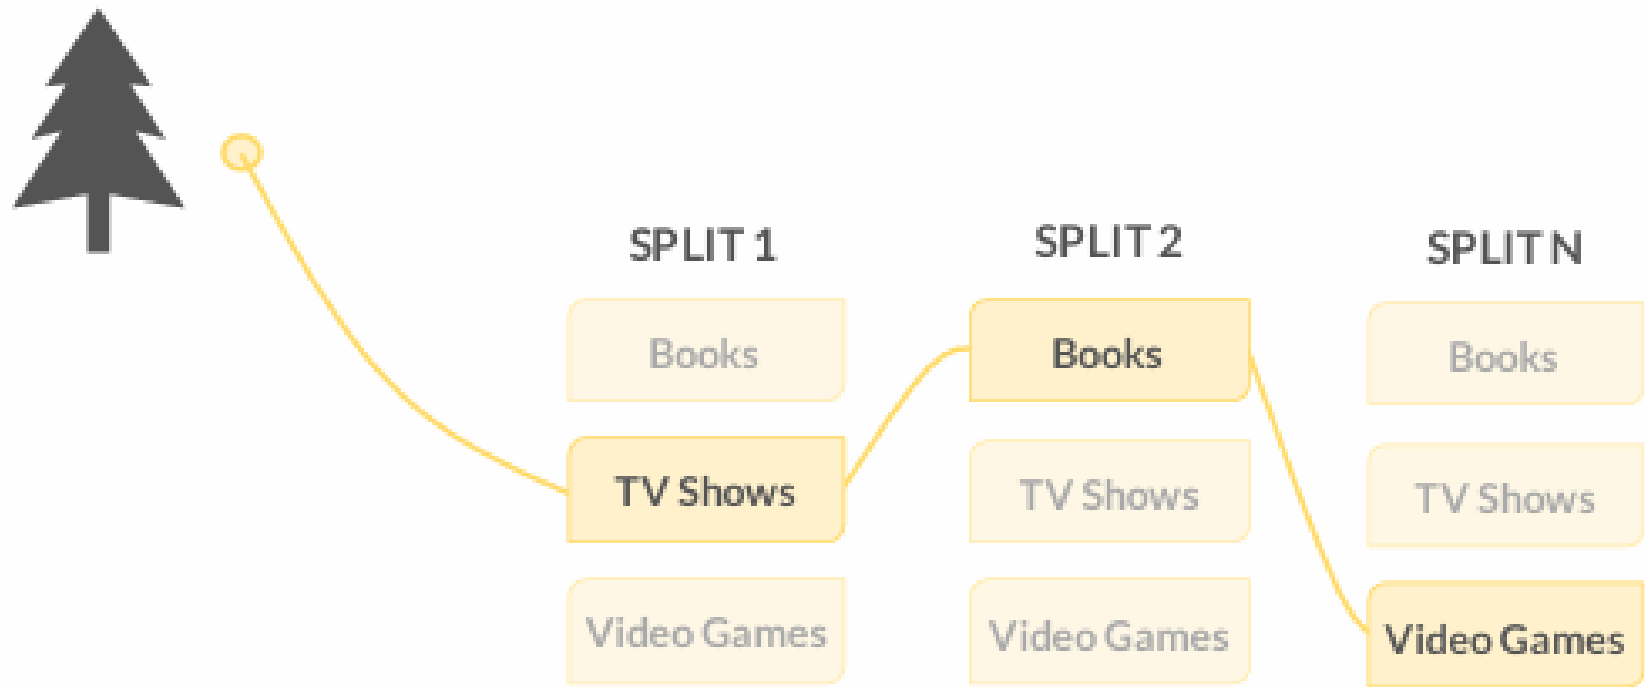 SPLIT 1
Books
TV Shows
Video Games
SPLIT 2
Books
TV Shows
Video Games
SPLIT N
Books
TV Shows
Video Games